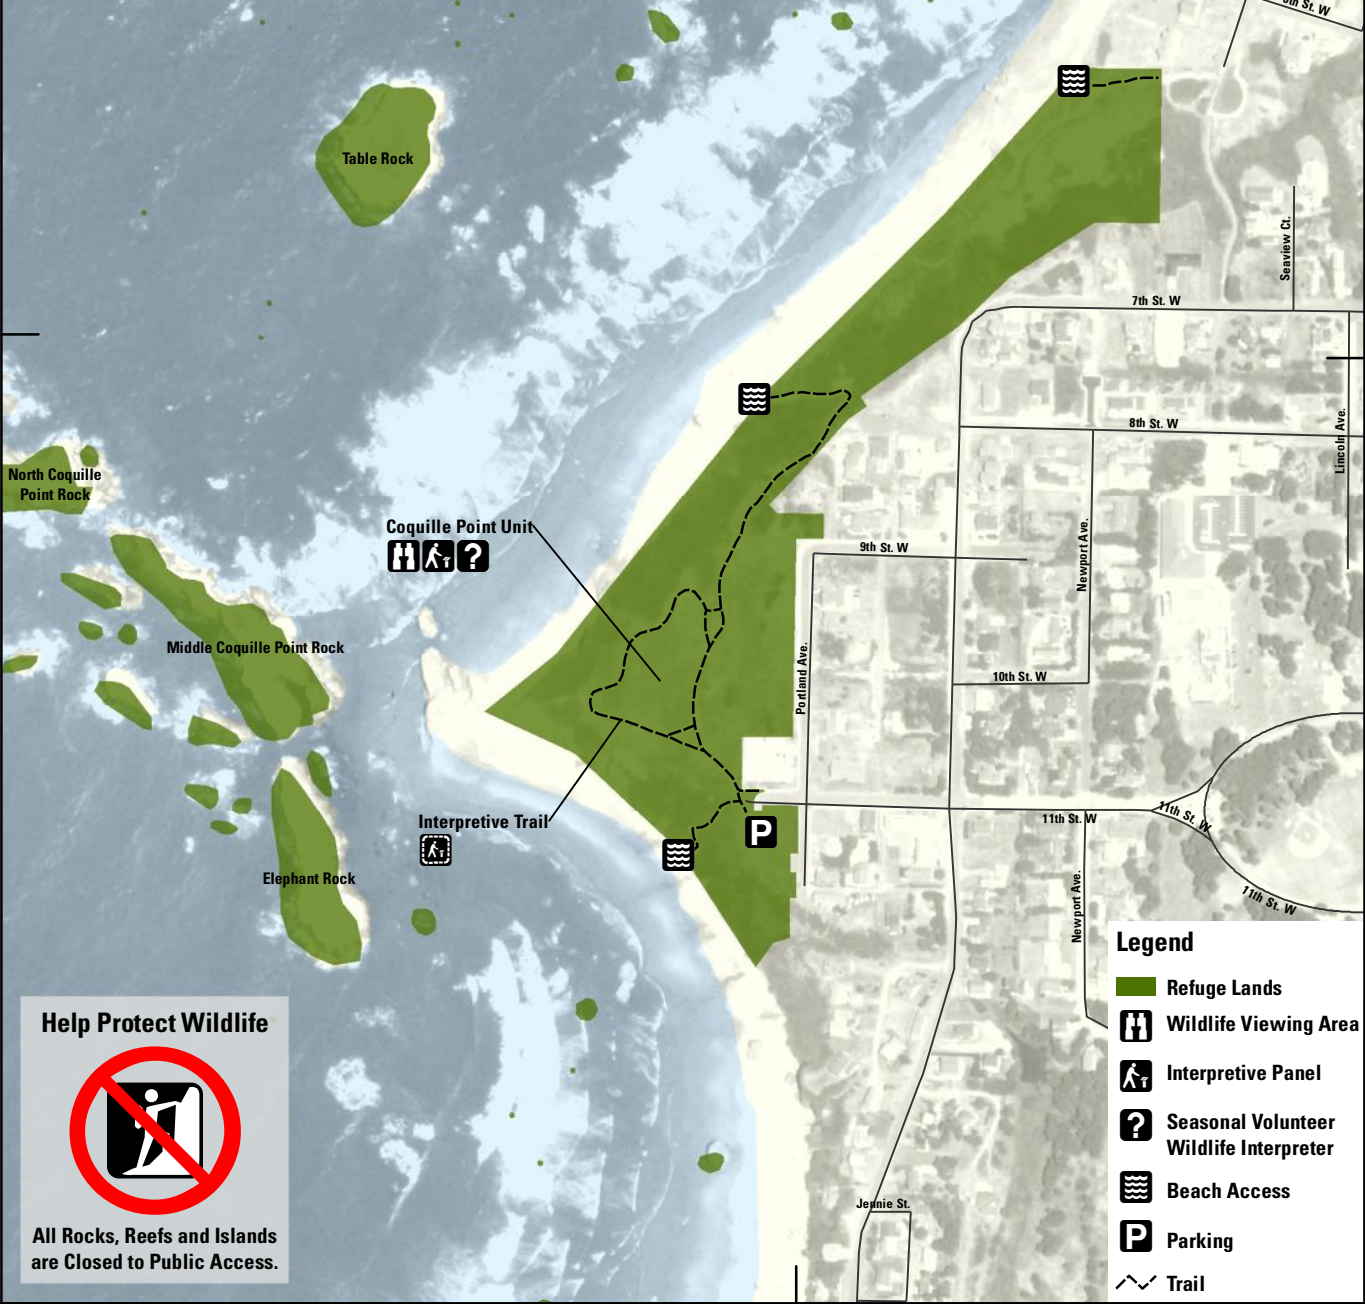 6th St. W
Table Rock
Seaview Ct.
7th St. W
8th St. W
Lincoln Ave.
North Coquille
Point Rock
Coquille Point Unit
?
9th St. W
Newport Ave.
Middle Coquille Point Rock
Portland Ave.
10th St. W
Interpretive Trail
P
11th St. W
11th St. W
11th St. W
Elephant Rock
Newport Ave.
Jennie St.
Help Protect Wildlife
All Rocks, Reefs and Islands
are Closed to Public Access.
Legend
Refuge Lands
Wildlife Viewing Area
Interpretive Panel
? Seasonal Volunteer
Wildlife Interpreter
Beach Access
P Parking
Trail